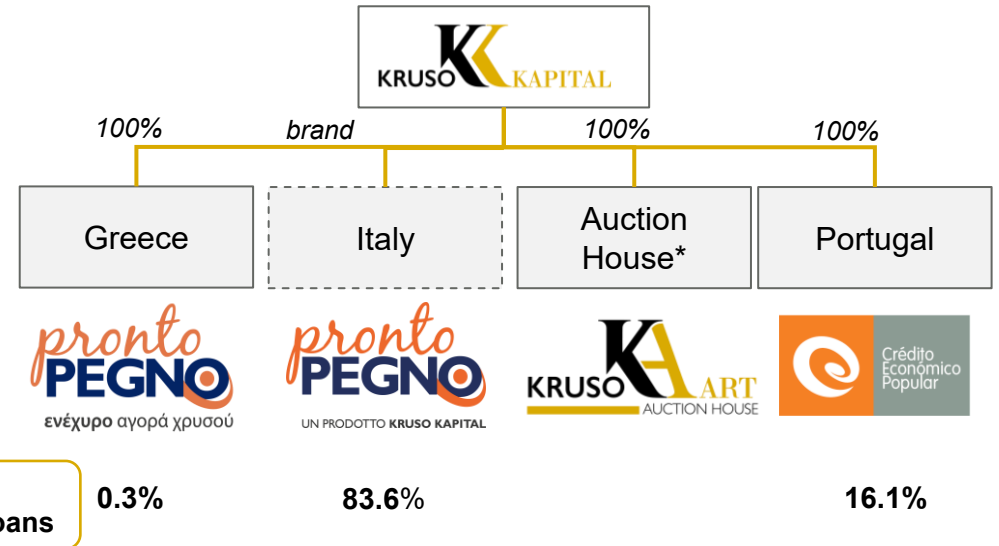 KRUSO KAPITAL
100% brand 100% 100%
Greece Italy Auction House* Portugal
pronto
PEGNO
ενέχυρο αγορά χρυσού
pronto
PEGNO
UN PRODOTTO KRUSO KAPITAL
KRUSO ART
AUCTION HOUSE
Crédito
Económico
Popular
0.3% 83.6% 16.1%